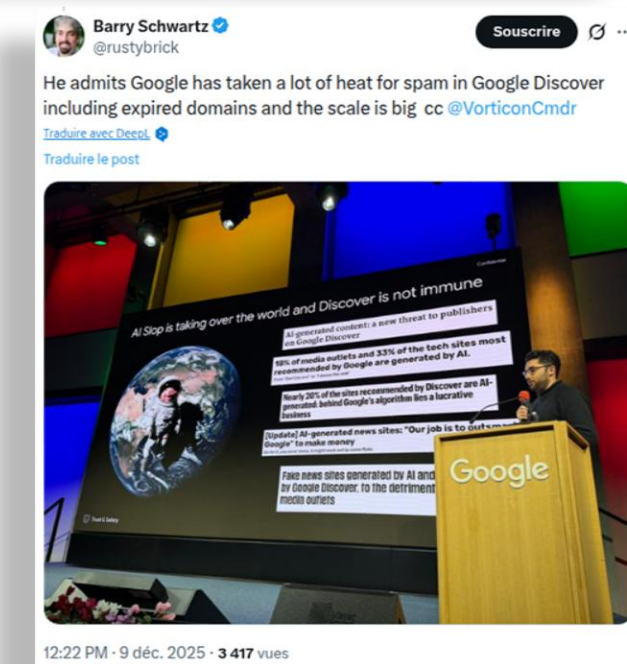 Barry Schwartz
@rustybrick
Souscrire
He admits Google has taken a lot of heat for spam in Google Discover
including expired domains and the scale is big cc @VorticonCmdr
Traduire avec DeepL
Traduire le post
Confidential
AI Slop is taking over the world and Discover is not immune
AI-generated content: a new threat to publishers
on Google Discover
18% of media outlets and 33% of the tech sites most
recommended by Google are generated by AI.
Nearly 20% of the sites recommended by Discover are AI-
generated: behind Google's algorithm lies a lucrative
business
[Update] AI-generated news sites: "Our job is to outsmart
Google" to make money
Fake news sites generated by AI and
by Google Discover, to the detriment
media outlets
Trust & Safety
Google
12:22 PM · 9 déc. 2025 · 3 417 vues